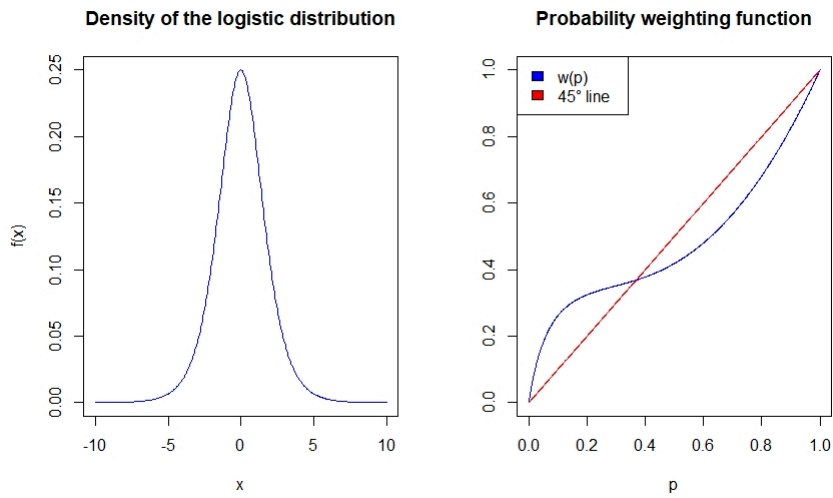 Density of the logistic distribution
f(x)
0.25
0.20
0.15
0.10
0.05
0.00
-10 -5 0 5 10
x
Probability weighting function
w(p)
45° line
1.0
0.8
0.6
0.4
0.2
0.0
0.0 0.2 0.4 0.6 0.8 1.0
p